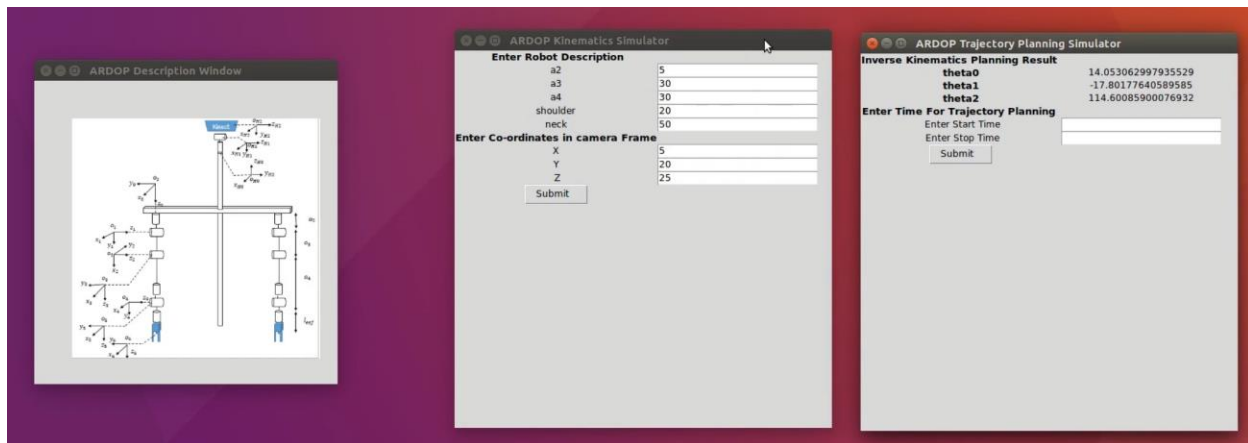 ARDOP Description Window
Kinect
ARDOP Kinematics Simulator
Enter Robot Description
a2 5
a3 30
a4 30
shoulder 20
neck 50
Enter Co-ordinates in camera Frame
X 5
Y 20
Z 25
Submit
ARDOP Trajectory Planning Simulator
Inverse Kinematics Planning Result
theta0 14.053062997935529
theta1 -17.80177640589585
theta2 114.60085900076932
Enter Time For Trajectory Planning
Enter Start Time
Enter Stop Time
Submit